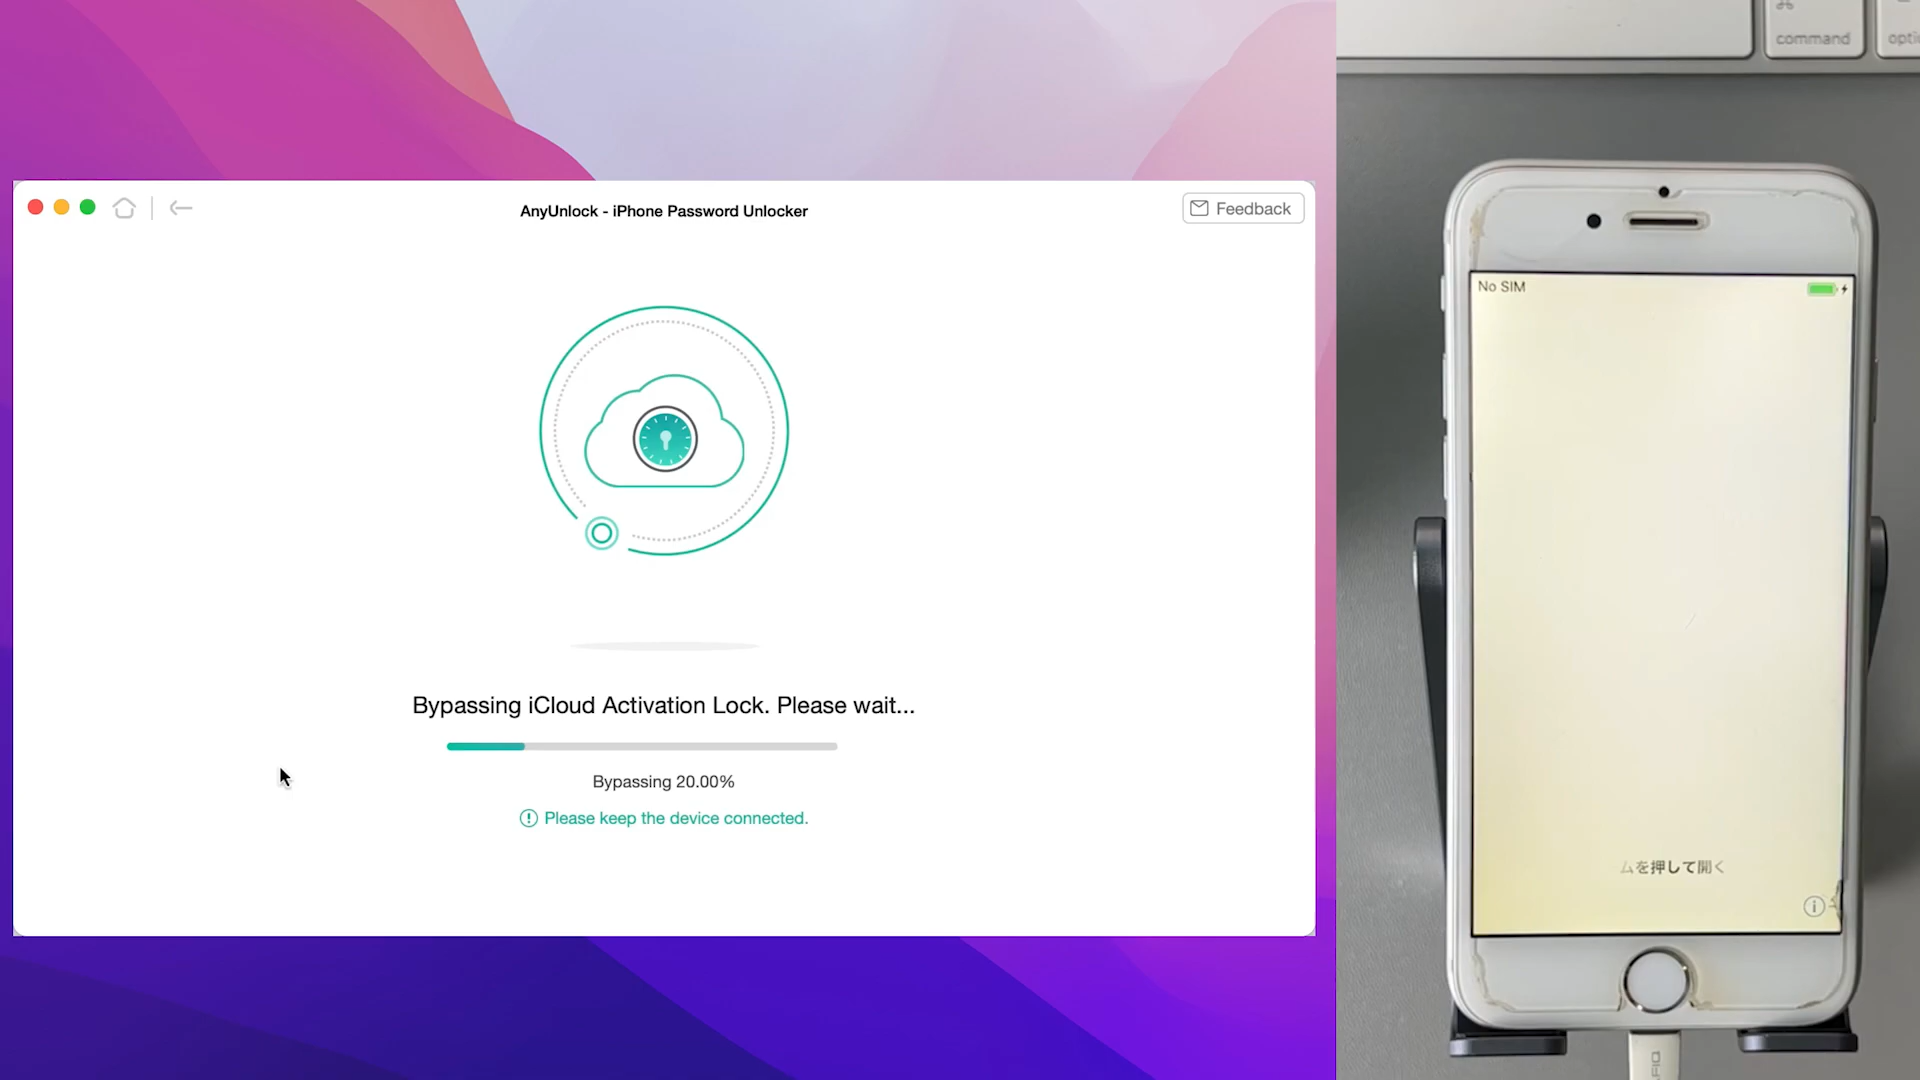 AnyUnlock - iPhone Password Unlocker
Feedback
Bypassing iCloud Activation Lock. Please wait...
Bypassing 20.00%
Please keep the device connected.
command
No SIM
ムを押して開く